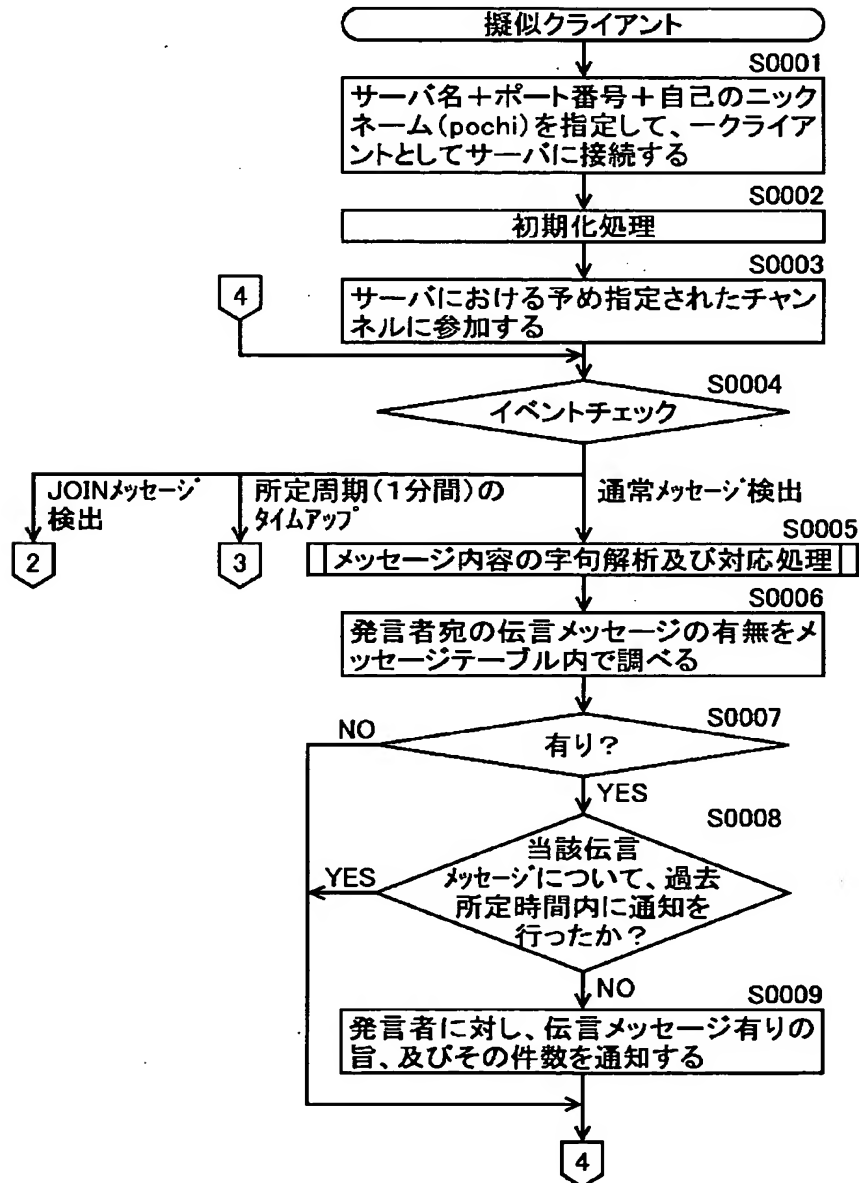 擬似クライアント
S0001
サーバ名+ポート番号+自己のニック
ネーム(pochi)を指定して、一クライア
ントとしてサーバに接続する
S0002
初期化処理
S0003
4
サーバにおける予め指定されたチャン
ネルに参加する
S0004
イベントチェック
JOINメッセージ
検出
所定周期(1分間)の
タイムアップ
通常メッセージ検出
2
3
S0005
メッセージ内容の字句解析及び対応処理
S0006
発言者宛の伝言メッセージの有無をメ
ッセージテーブル内で調べる
S0007
NO
有り?
YES
S0008
当該伝言
メッセージについて、過去
所定時間内に通知を
行ったか?
YES
NO
S0009
発言者に対し、伝言メッセージ有りの
旨、及びその件数を通知する
4